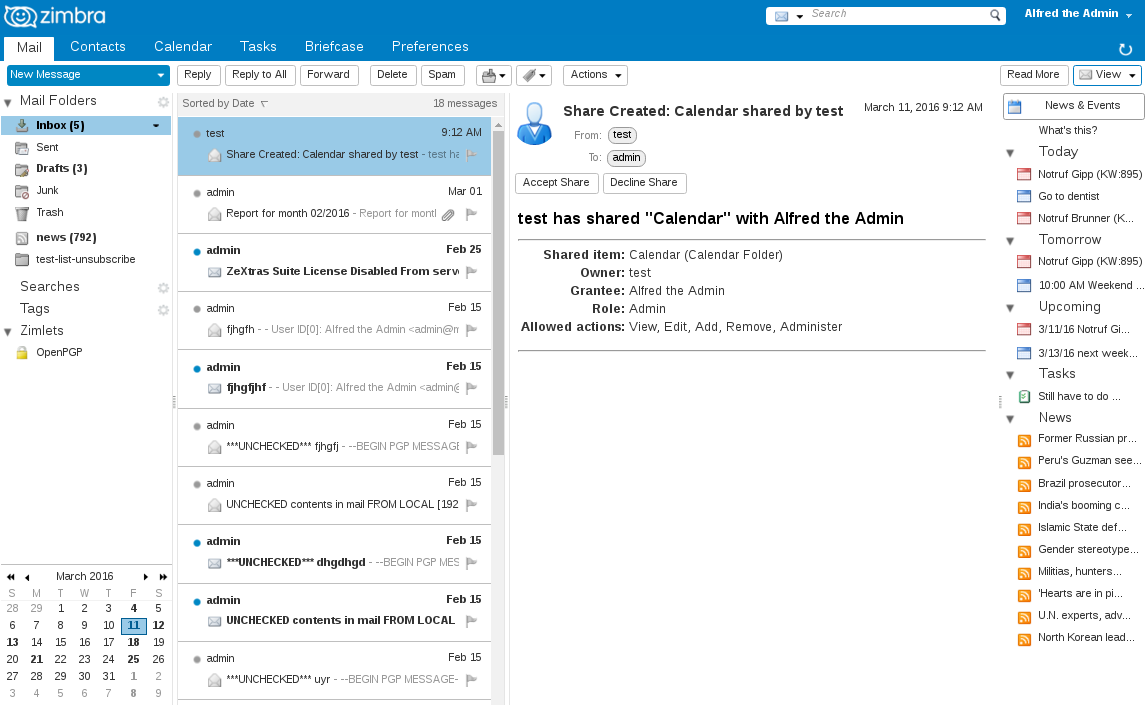 zimbra
Search
Alfred the Admin
Mail
Contacts
Calendar
Tasks
Briefcase
Preferences
New Message
Reply
Reply to All
Forward
Delete
Spam
Actions
Read More
View
Mail Folders
Inbox (5)
Sent
Drafts (3)
Junk
Trash
news (792)
test-list-unsubscribe
Searches
Tags
Zimlets
OpenPGP
March 2016
S M T W T F S
28 29 1 2 3 4 5
6 7 8 9 10 11 12
13 14 15 16 17 18 19
20 21 22 23 24 25 26
27 28 29 30 31 1 2
3 4 5 6 7 8 9
Sorted by Date
18 messages
test 9:12 AM
Share Created: Calendar shared by test - test ha
admin Mar 01
Report for month 02/2016 - Report for month
admin Feb 25
ZeXtras Suite License Disabled From serve
admin Feb 15
fjhgfh - - User ID[0]: Alfred the Admin <admin@m
admin Feb 15
fjhgfjhf - - User ID[0]: Alfred the Admin <admin@
admin Feb 15
***UNCHECKED*** fjhgfj - --BEGIN PGP MESSAGE
admin Feb 15
UNCHECKED contents in mail FROM LOCAL [192
admin Feb 15
***UNCHECKED*** dhgdhgd - --BEGIN PGP MES
admin Feb 15
UNCHECKED contents in mail FROM LOCAL
admin Feb 15
***UNCHECKED*** uyr - --BEGIN PGP MESSAGE-
Share Created: Calendar shared by test
March 11, 2016 9:12 AM
From: test
To: admin
Accept Share
Decline Share
test has shared "Calendar" with Alfred the Admin
Shared item: Calendar (Calendar Folder)
Owner: test
Grantee: Alfred the Admin
Role: Admin
Allowed actions: View, Edit, Add, Remove, Administer
News & Events
What's this?
Today
Notruf Gipp (KW:895)
Go to dentist
Notruf Brunner (K...
Tomorrow
Notruf Gipp (KW:895)
10:00 AM Weekend ...
Upcoming
3/11/16 Notruf Gi...
3/13/16 next week...
Tasks
Still have to do ...
News
Former Russian pr...
Peru's Guzman see...
Brazil prosecutor...
India's booming c...
Islamic State def...
Gender stereotype...
Militias, hunters...
'Hearts are in pi...
U.N. experts, adv...
North Korean lead...